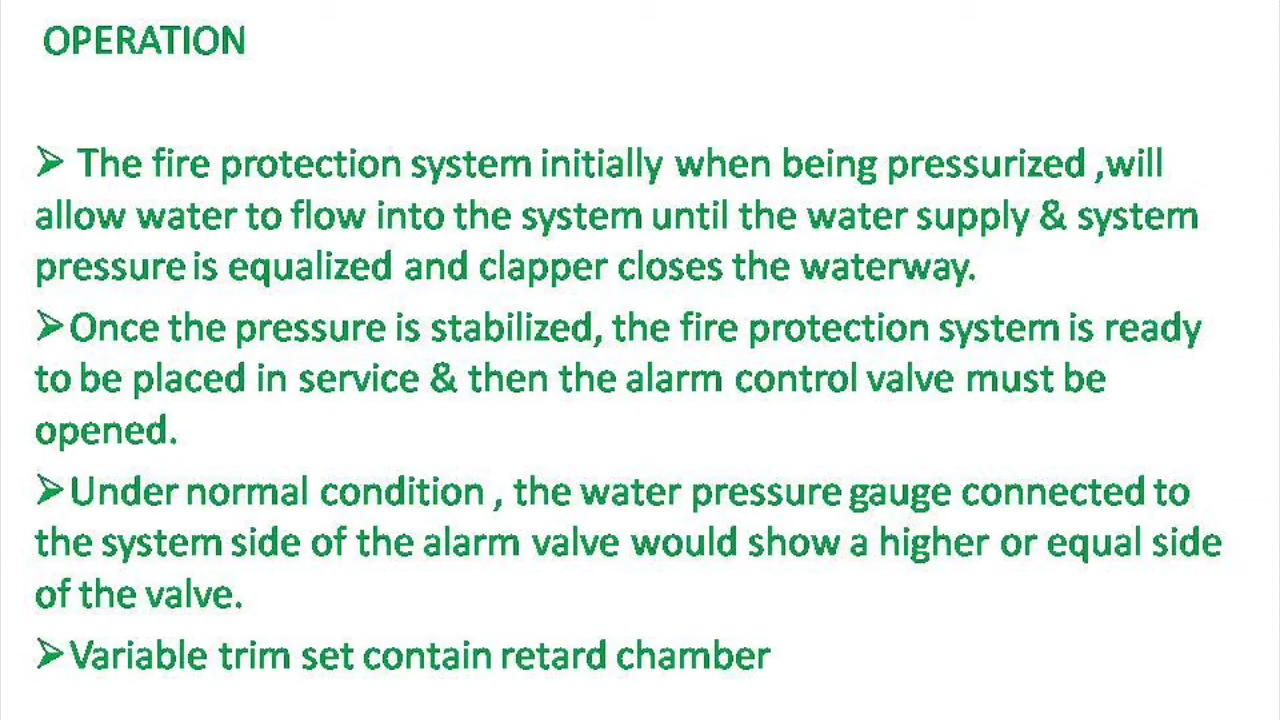 OPERATION
➢ The fire protection system initially when being pressurized ,will
allow water to flow into the system until the water supply & system
pressure is equalized and clapper closes the waterway.
➢Once the pressure is stabilized, the fire protection system is ready
to be placed in service & then the alarm control valve must be
opened.
➢Under normal condition , the water pressure gauge connected to
the system side of the alarm valve would show a higher or equal side
of the valve.
➢Variable trim set contain retard chamber